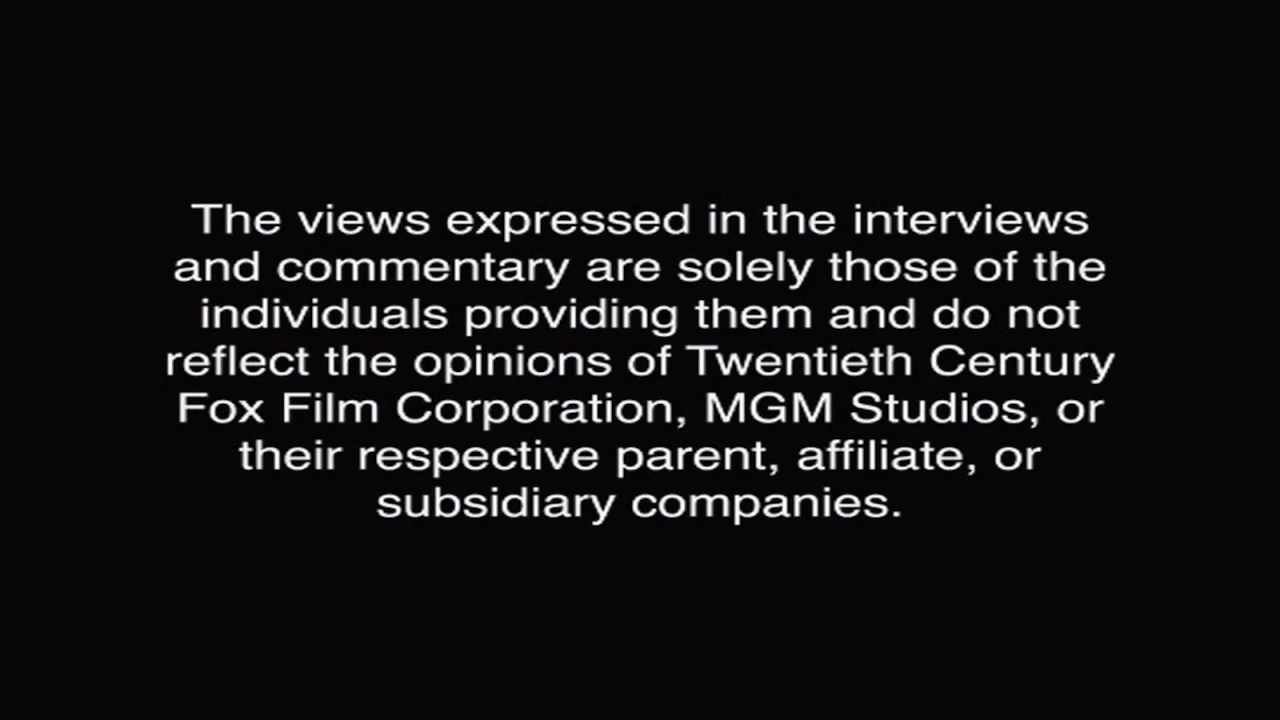 The views expressed in the interviews
and commentary are solely those of the
individuals providing them and do not
reflect the opinions of Twentieth Century
Fox Film Corporation, MGM Studios, or
their respective parent, affiliate, or
subsidiary companies.